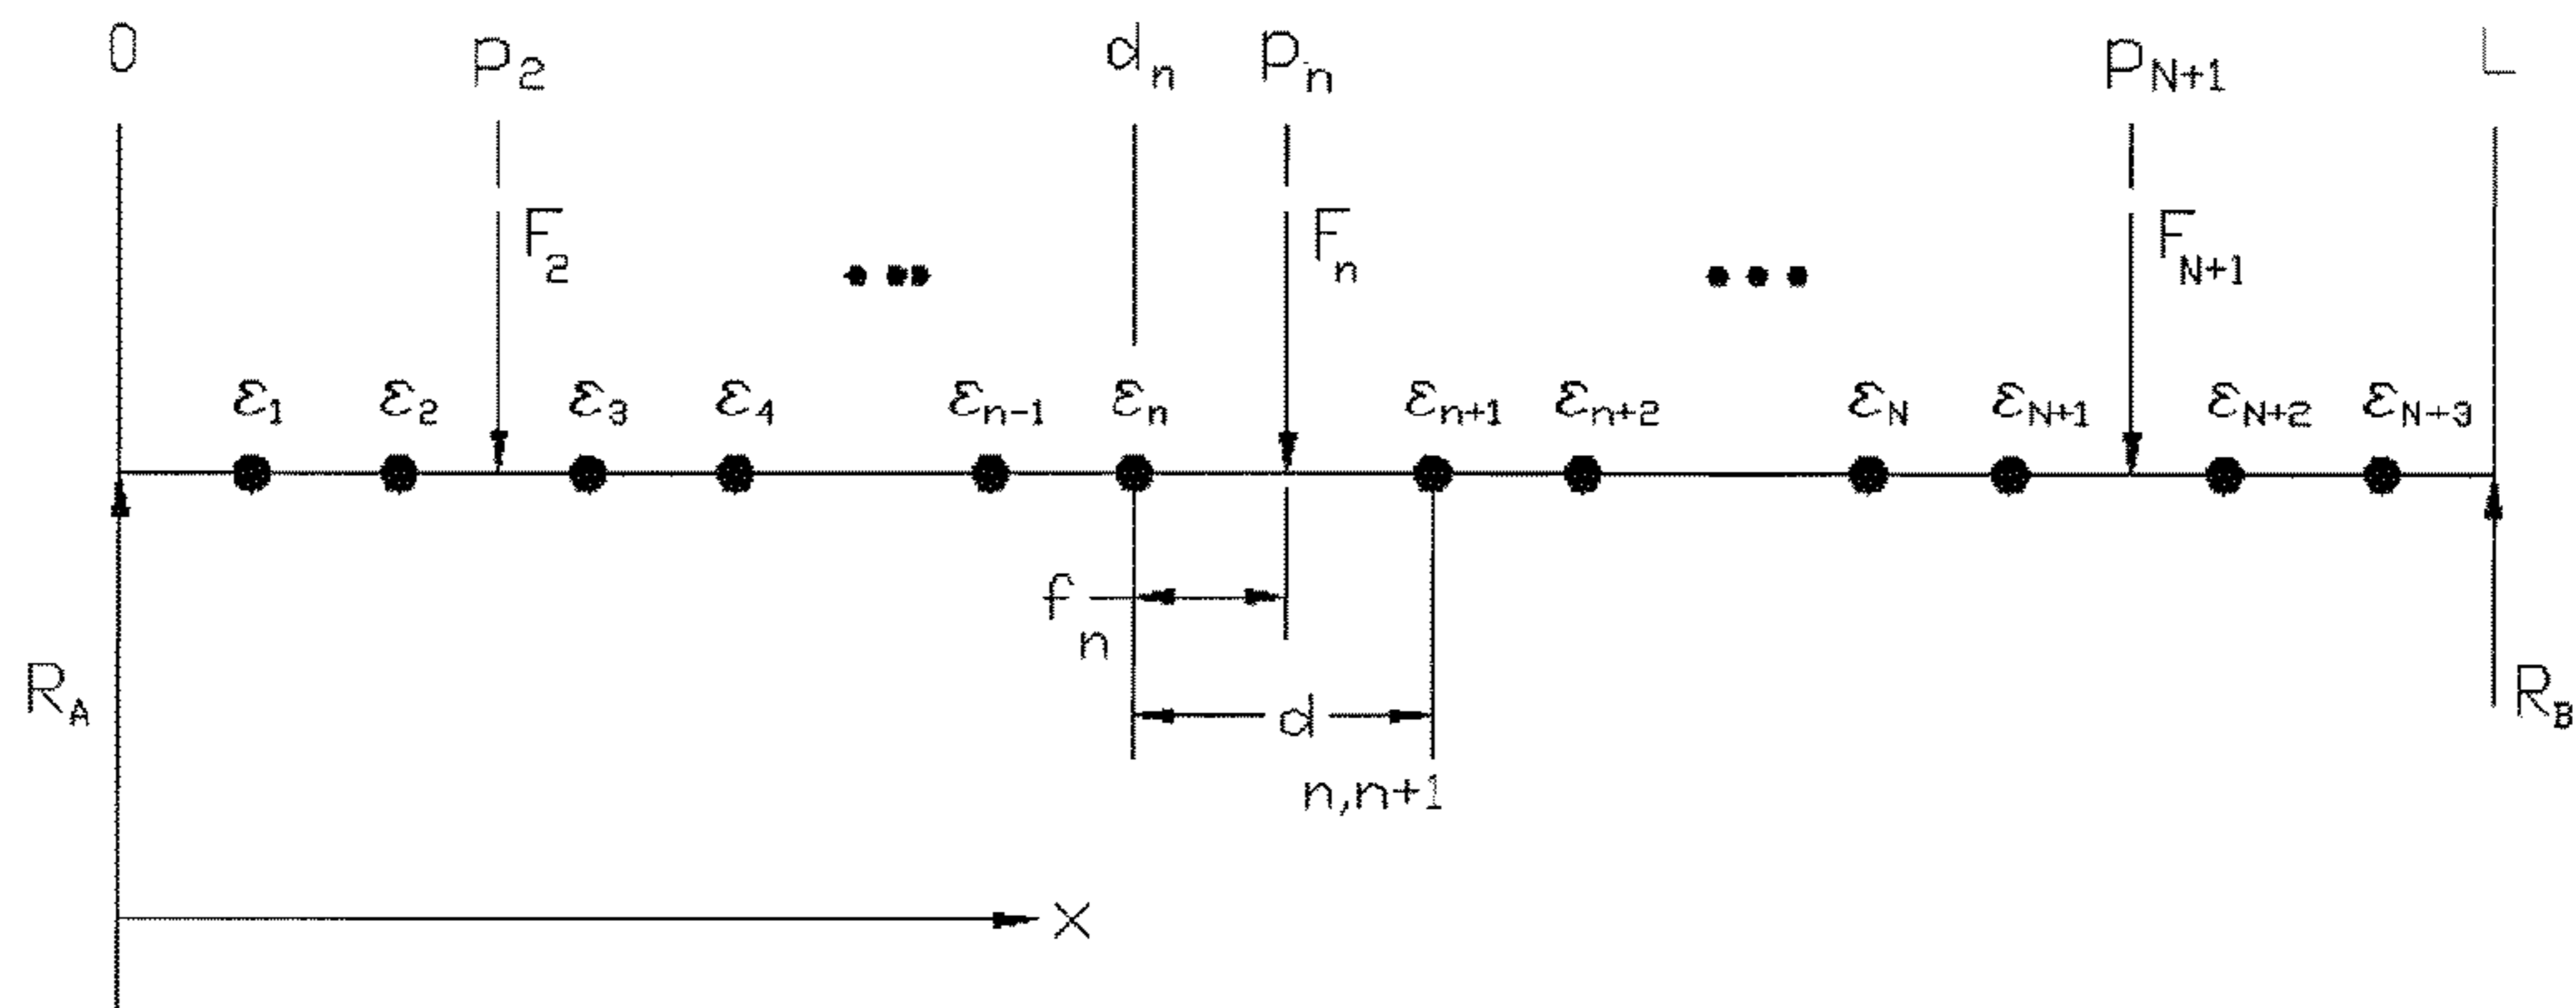 0 p2 dn pn pN+1 L
F2 Fn FN+1
ε1 ε2 ε3 ε4 εn-1 εn εn+1 εn+2 εN εN+1 εN+2 εN+3
fn
RA d RB
n,n+1
x